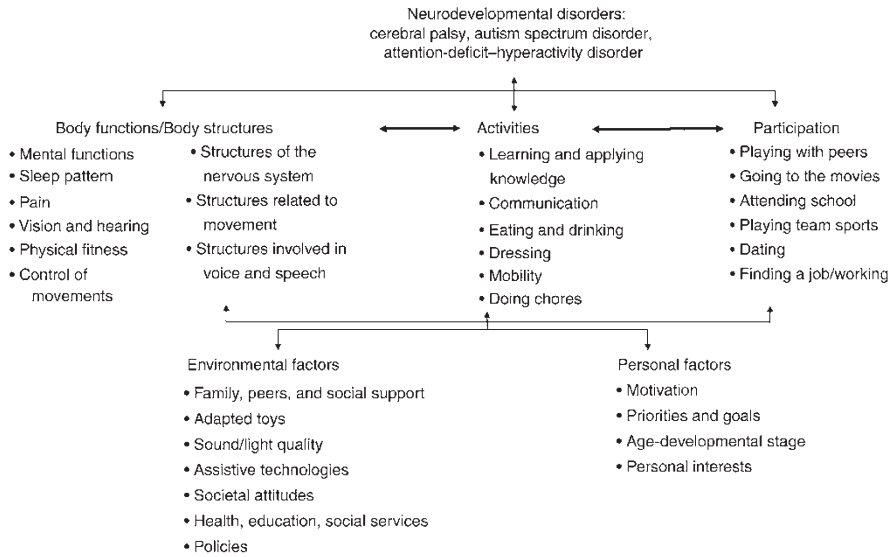 Neurodevelopmental disorders:
cerebral palsy, autism spectrum disorder,
attention-deficit–hyperactivity disorder
Body functions/Body structures
• Mental functions
• Sleep pattern
• Pain
• Vision and hearing
• Physical fitness
• Control of
movements
• Structures of the
nervous system
• Structures related to
movement
• Structures involved in
voice and speech
Activities
• Learning and applying
knowledge
• Communication
• Eating and drinking
• Dressing
• Mobility
• Doing chores
Participation
• Playing with peers
• Going to the movies
• Attending school
• Playing team sports
• Dating
• Finding a job/working
Environmental factors
• Family, peers, and social support
• Adapted toys
• Sound/light quality
• Assistive technologies
• Societal attitudes
• Health, education, social services
• Policies
Personal factors
• Motivation
• Priorities and goals
• Age-developmental stage
• Personal interests